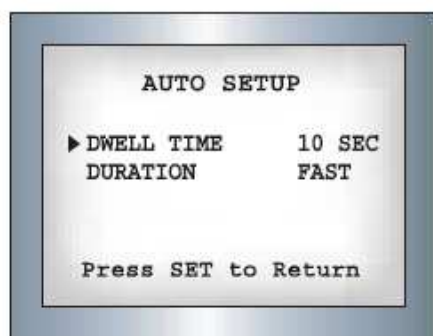 AUTO SETUP
▶ DWELL TIME 10 SEC
DURATION FAST
Press SET to Return